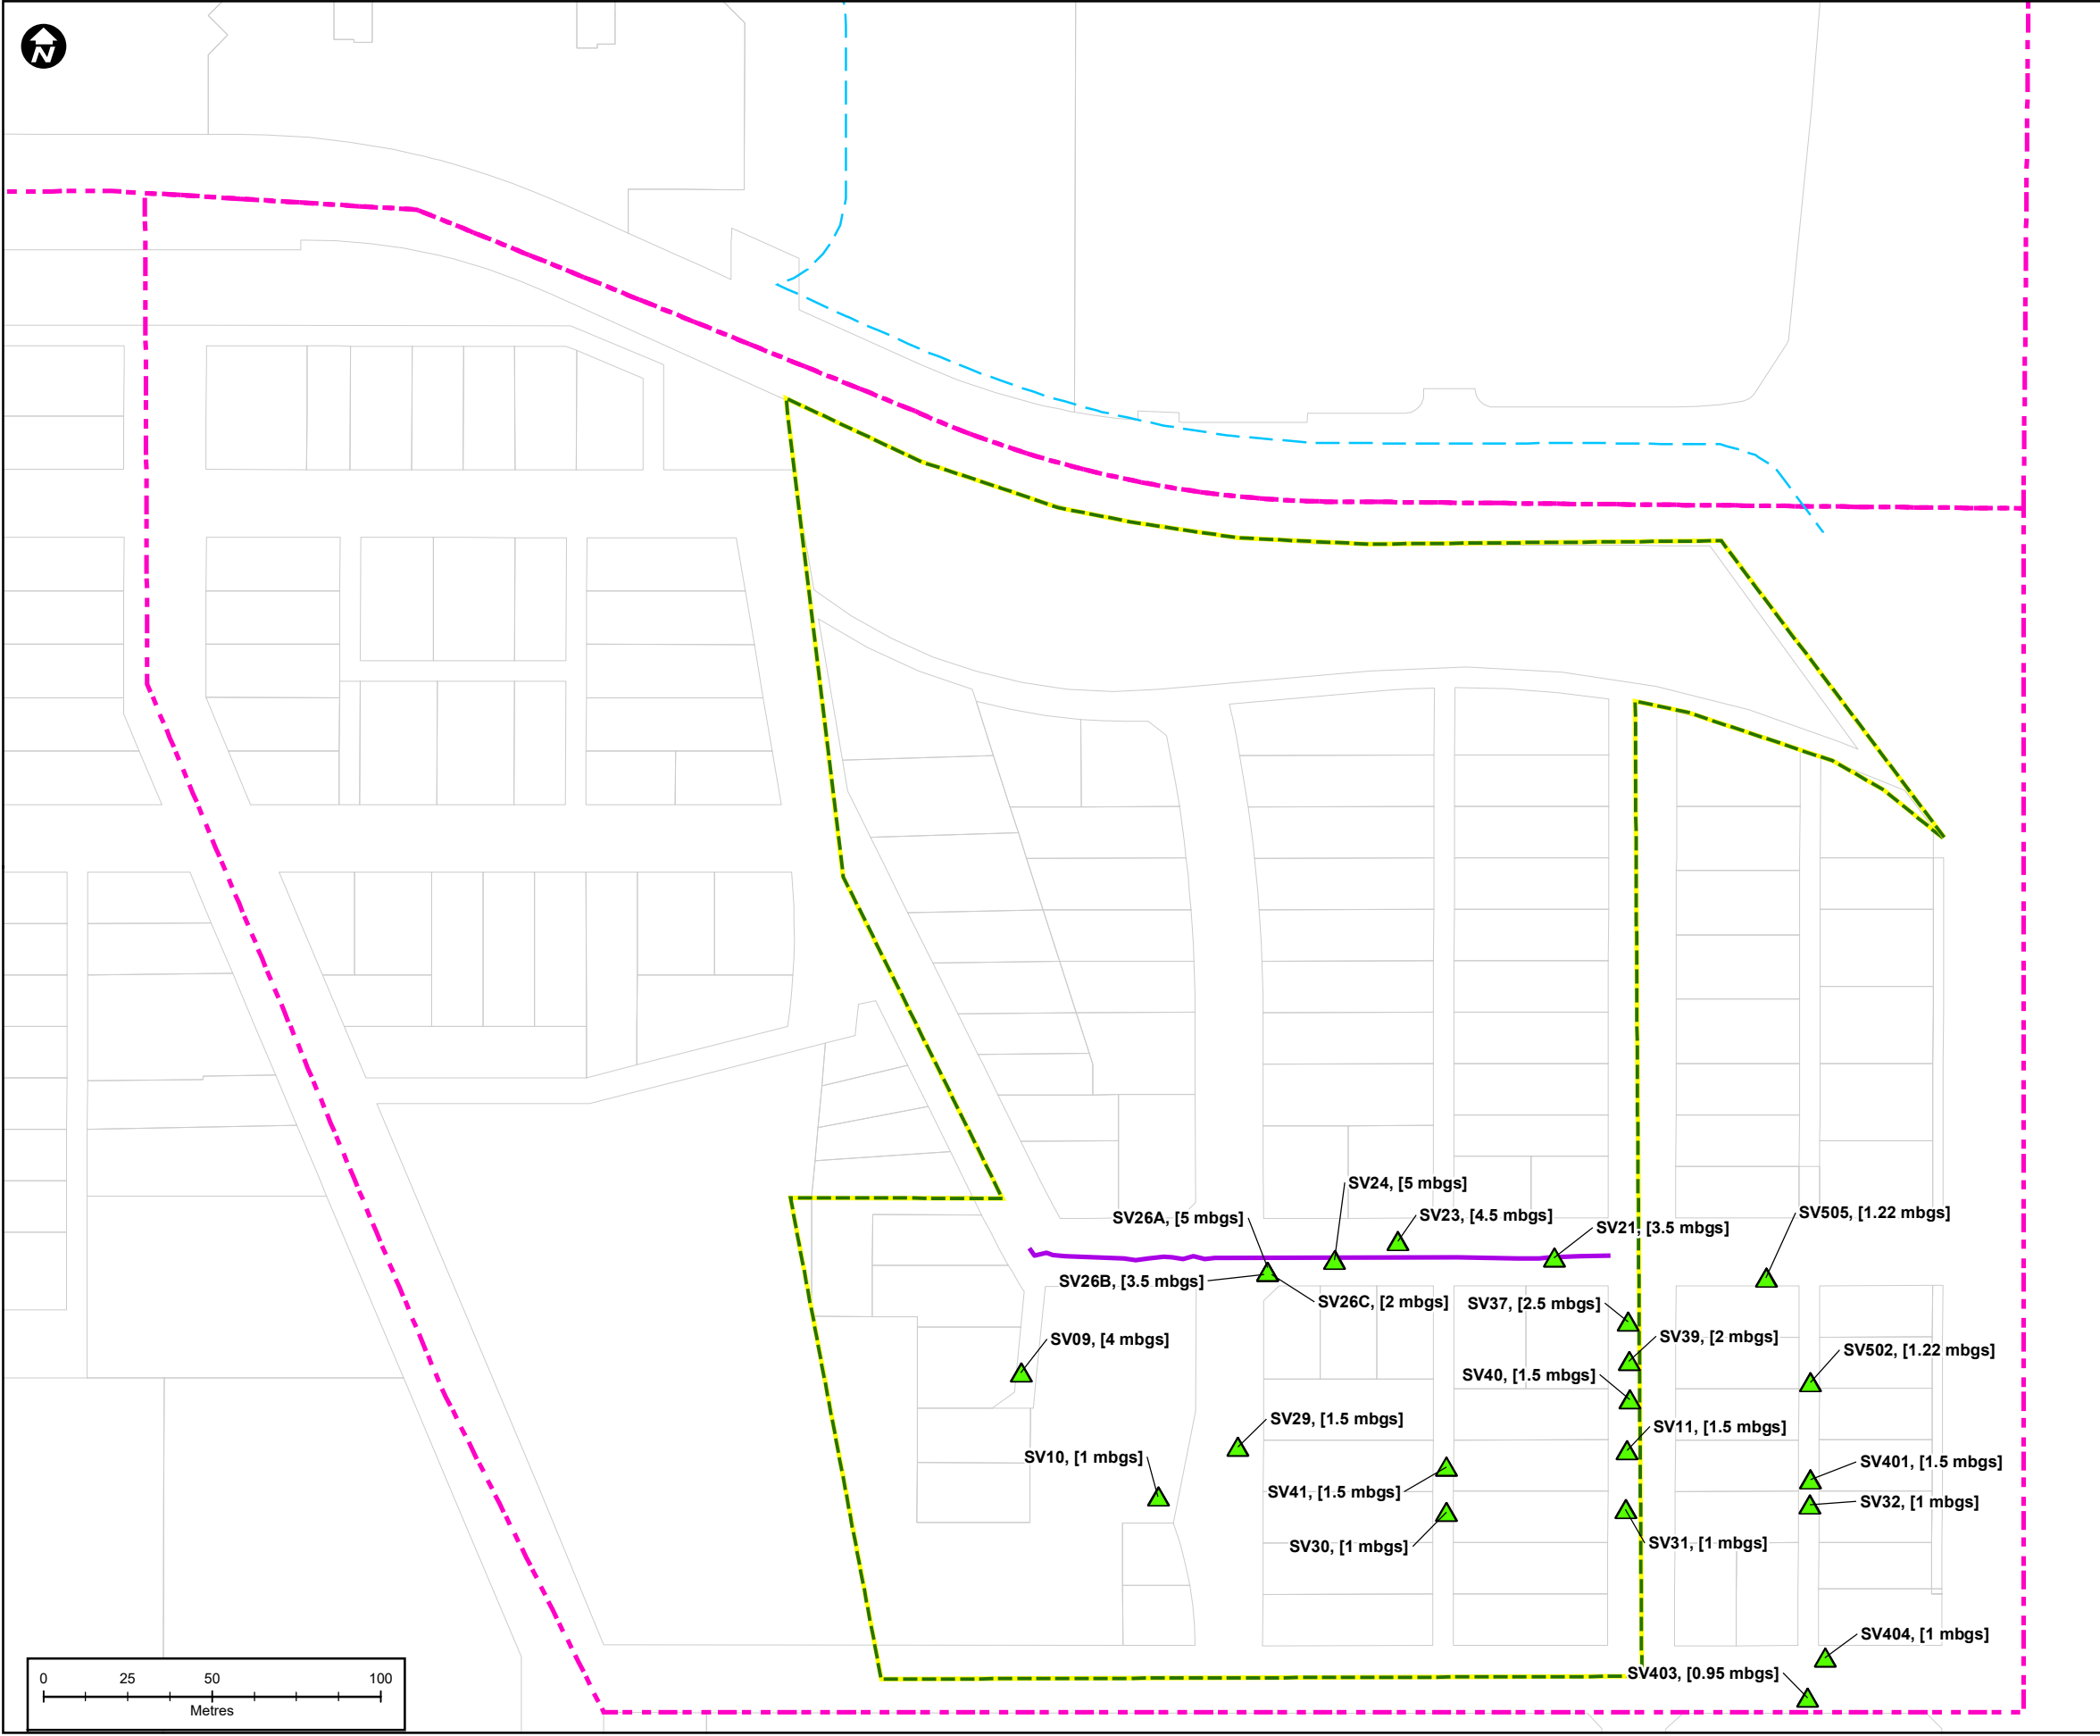 N
SV24, [5 mbgs]
SV26A, [5 mbgs]
SV23, [4.5 mbgs]
SV505, [1.22 mbgs]
SV21, [3.5 mbgs]
SV26B, [3.5 mbgs]
SV26C, [2 mbgs]
SV37, [2.5 mbgs]
SV09, [4 mbgs]
SV39, [2 mbgs]
SV502, [1.22 mbgs]
SV40, [1.5 mbgs]
SV29, [1.5 mbgs]
SV11, [1.5 mbgs]
SV10, [1 mbgs]
SV401, [1.5 mbgs]
SV41, [1.5 mbgs]
SV32, [1 mbgs]
SV30, [1 mbgs]
SV31, [1 mbgs]
SV404, [1 mbgs]
SV403, [0.95 mbgs]
0 25 50 100
Metres